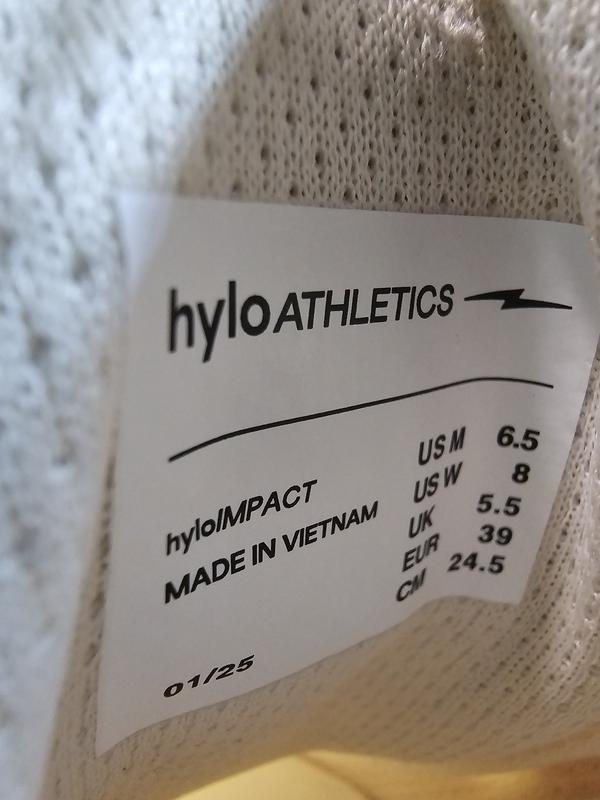 hyloATHLETICS
hyloIMPACT
MADE IN VIETNAM
US M 6.5
US W 8
UK 5.5
EUR 39
CM 24.5
01/25